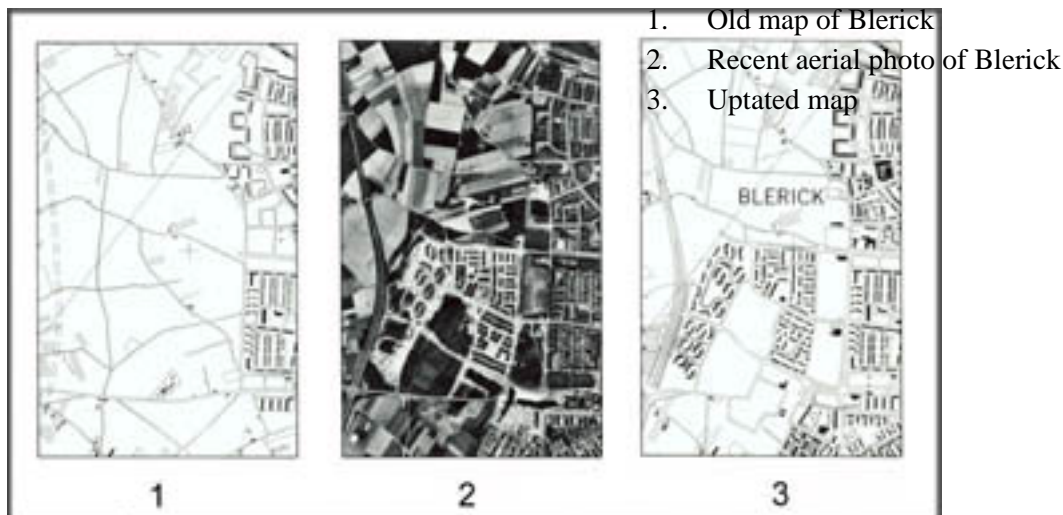 1. Old map of Blerick
2. Recent aerial photo of Blerick
3. Uptated map
BLERICK
1 2 3